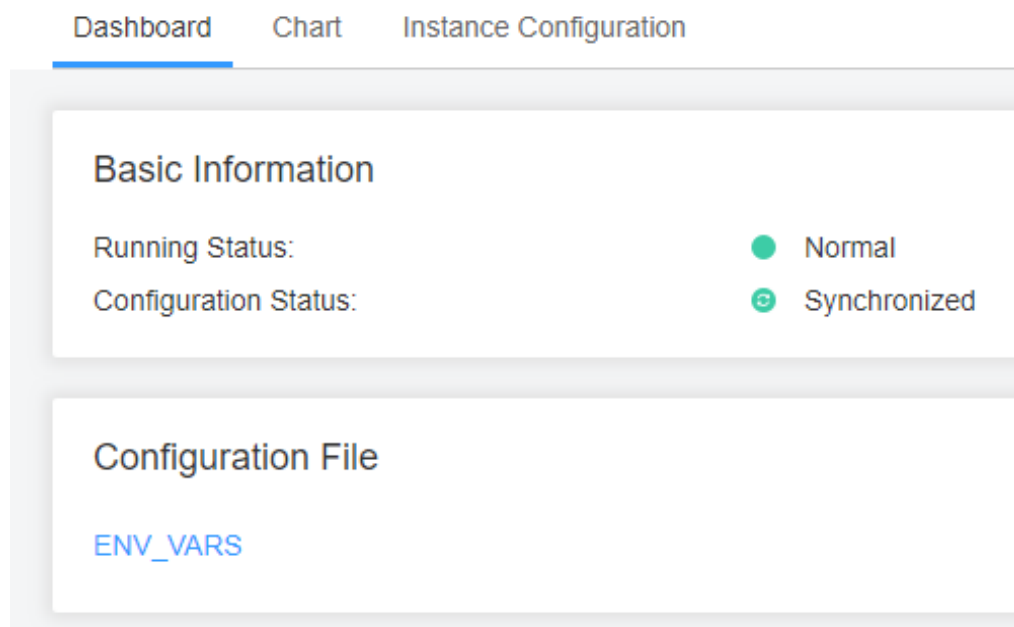 Dashboard Chart Instance Configuration
Basic Information
Running Status: Normal
Configuration Status: Synchronized
Configuration File
ENV_VARS